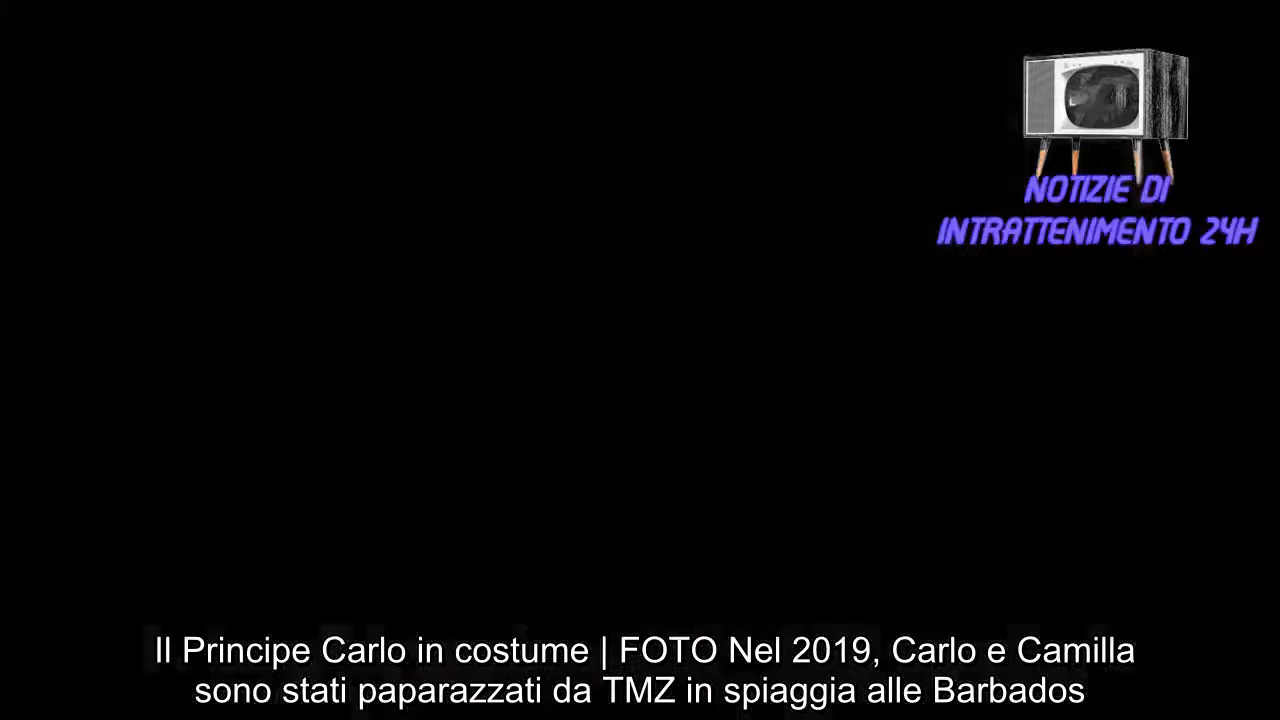 NOTIZIE DI
INTRATTENIMENTO 24H
Il Principe Carlo in costume | FOTO Nel 2019, Carlo e Camilla
sono stati paparazzati da TMZ in spiaggia alle Barbados